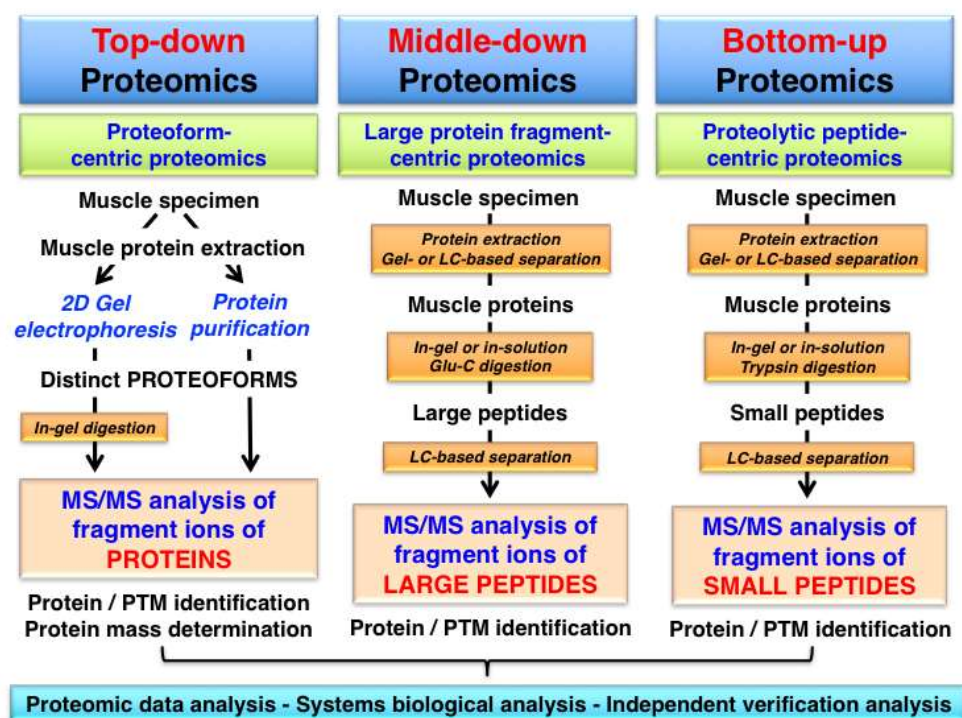 Top-down
Proteomics
Proteoform-
centric proteomics
Muscle specimen
Muscle protein extraction
2D Gel
electrophoresis
Protein
purification
Distinct PROTEOFORMS
In-gel digestion
MS/MS analysis of
fragment ions of
PROTEINS
Protein / PTM identification
Protein mass determination
Middle-down
Proteomics
Large protein fragment-
centric proteomics
Muscle specimen
Protein extraction
Gel- or LC-based separation
Muscle proteins
In-gel or in-solution
Glu-C digestion
Large peptides
LC-based separation
MS/MS analysis of
fragment ions of
LARGE PEPTIDES
Protein / PTM identification
Bottom-up
Proteomics
Proteolytic peptide-
centric proteomics
Muscle specimen
Protein extraction
Gel- or LC-based separation
Muscle proteins
In-gel or in-solution
Trypsin digestion
Small peptides
LC-based separation
MS/MS analysis of
fragment ions of
SMALL PEPTIDES
Protein / PTM identification
Proteomic data analysis - Systems biological analysis - Independent verification analysis